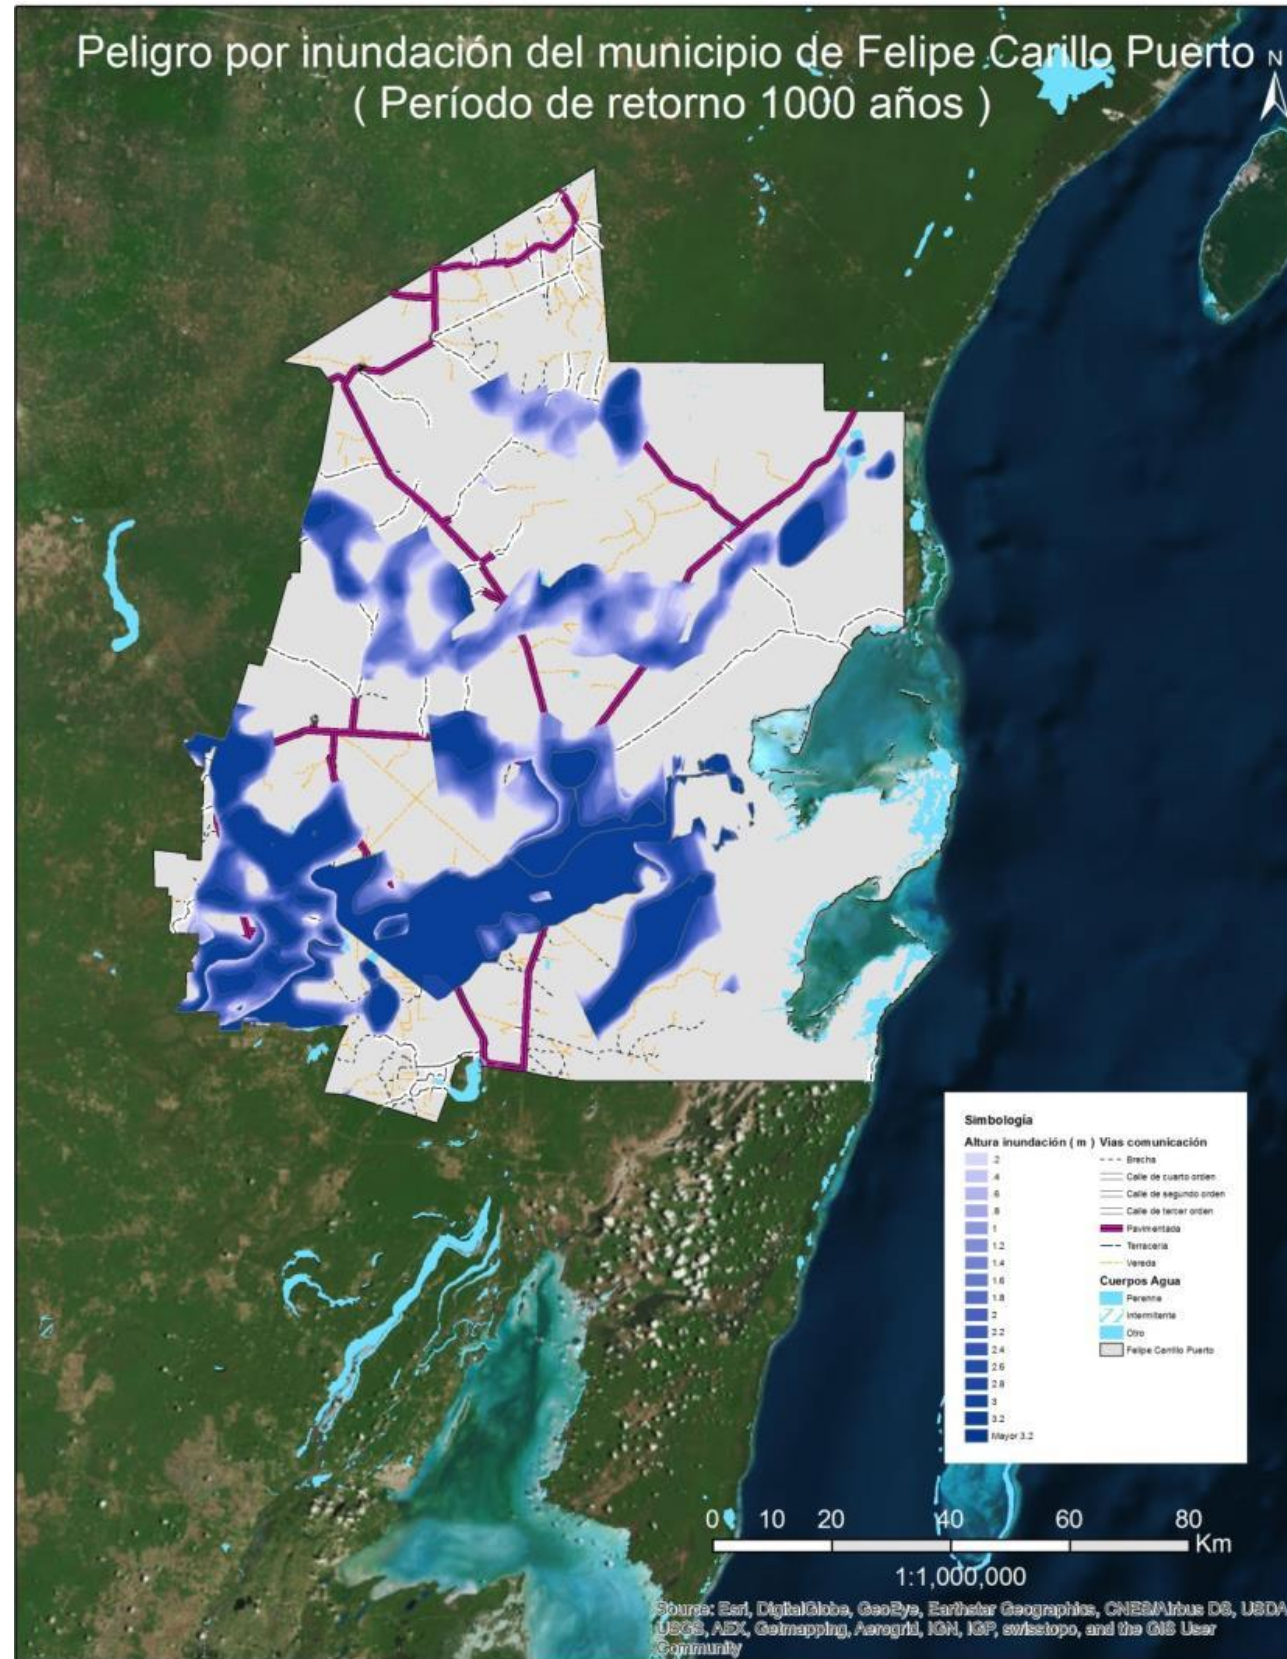 Peligro por inundación del municipio de Felipe Carillo Puerto
( Período de retorno 1000 años )
N
Simbología
Altura inundación ( m )
.2
.4
.6
.8
1
1.2
1.4
1.6
1.8
2
2.2
2.4
2.6
2.8
3
3.2
Mayor 3.2
Vias comunicación
Brecha
Calle de cuarto orden
Calle de segundo orden
Calle de tercer orden
Pavimentada
Terraceria
Vereda
Cuerpos Agua
Perenne
Intermitente
Otro
Felipe Carrillo Puerto
0 10 20 40 60 80
Km
1:1,000,000
Source: Esri, DigitalGlobe, GeoEye, Earthstar Geographics, CNES/Airbus DS, USDA,
USGS, AEX, Getmapping, Aerogrid, IGN, IGP, swisstopo, and the GIS User
Community